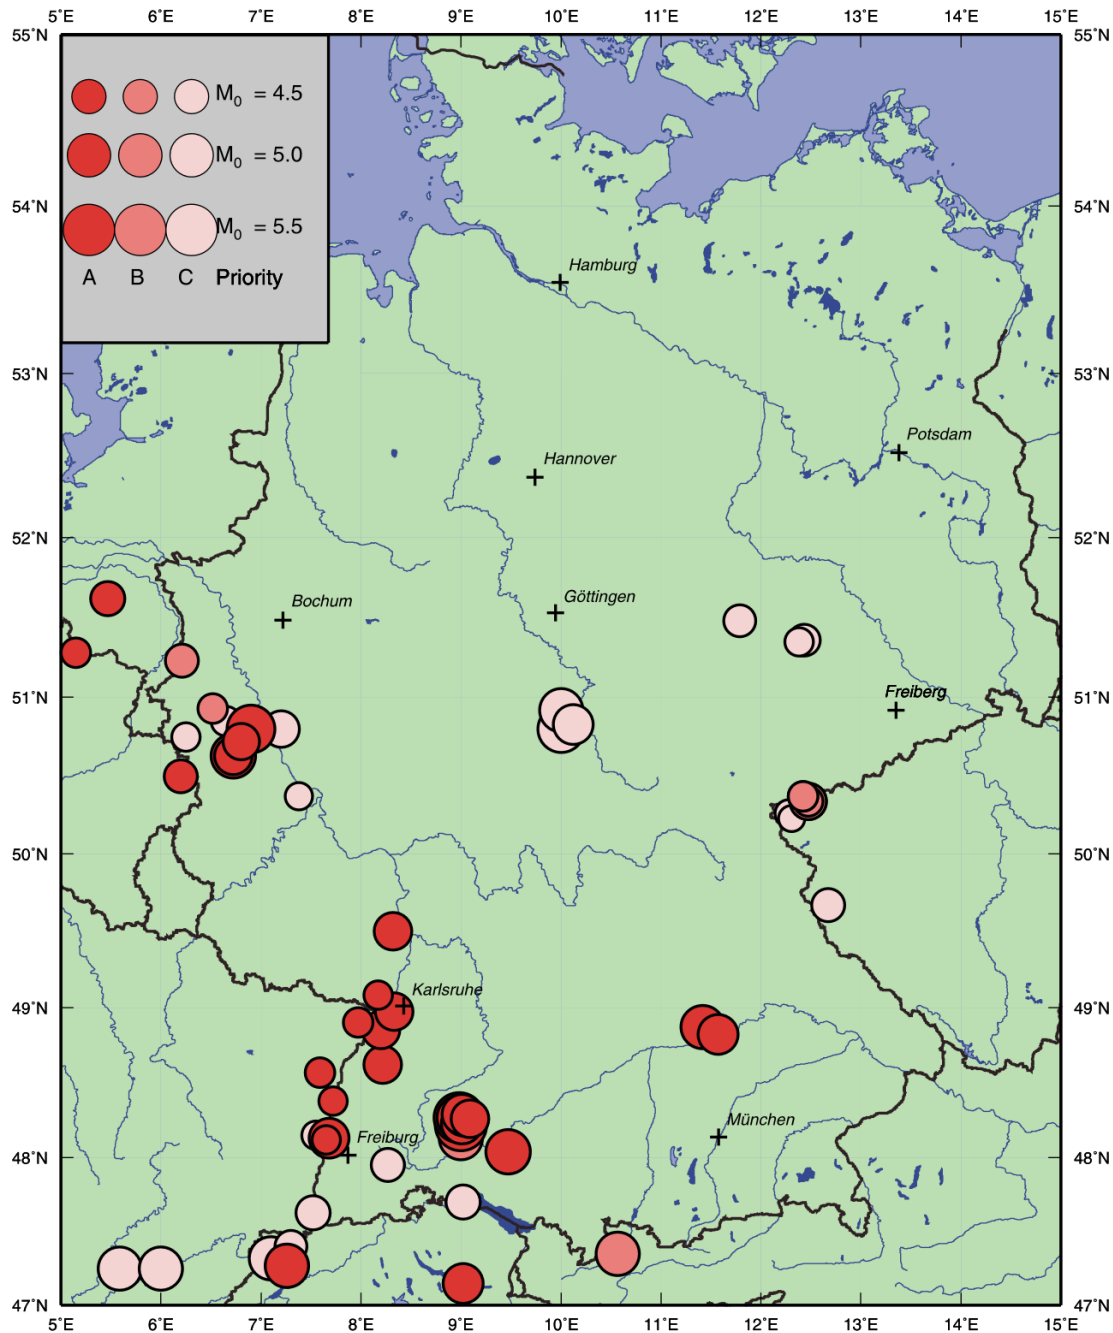 5˚E 6˚E 7˚E 8˚E 9˚E 10˚E 11˚E 12˚E 13˚E 14˚E 15˚E
55˚N 55˚N
M0 = 4.5
M0 = 5.0
54˚N 54˚N
M0 = 5.5
A B C Priority
Hamburg
53˚N 53˚N
Potsdam
Hannover
52˚N 52˚N
Bochum Göttingen
51˚N Freiberg 51˚N
50˚N 50˚N
Karlsruhe
49˚N 49˚N
München
Freiburg
48˚N 48˚N
47˚N 47˚N
5˚E 6˚E 7˚E 8˚E 9˚E 10˚E 11˚E 12˚E 13˚E 14˚E 15˚E